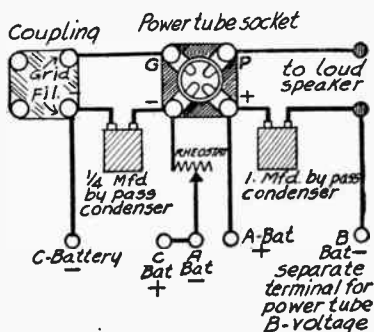 Coupling
Power tube socket
Grid
Fil.
G
P
-
+
to loud
speaker
RHEOSTAT
1/4 Mfd.
by pass
condenser
1. Mfd. by pass
condenser
C-Battery
-
C
Bat
+
A
Bat
-
A-Bat
+
B
Bat-
separate
terminal for
power tube
B-voltage